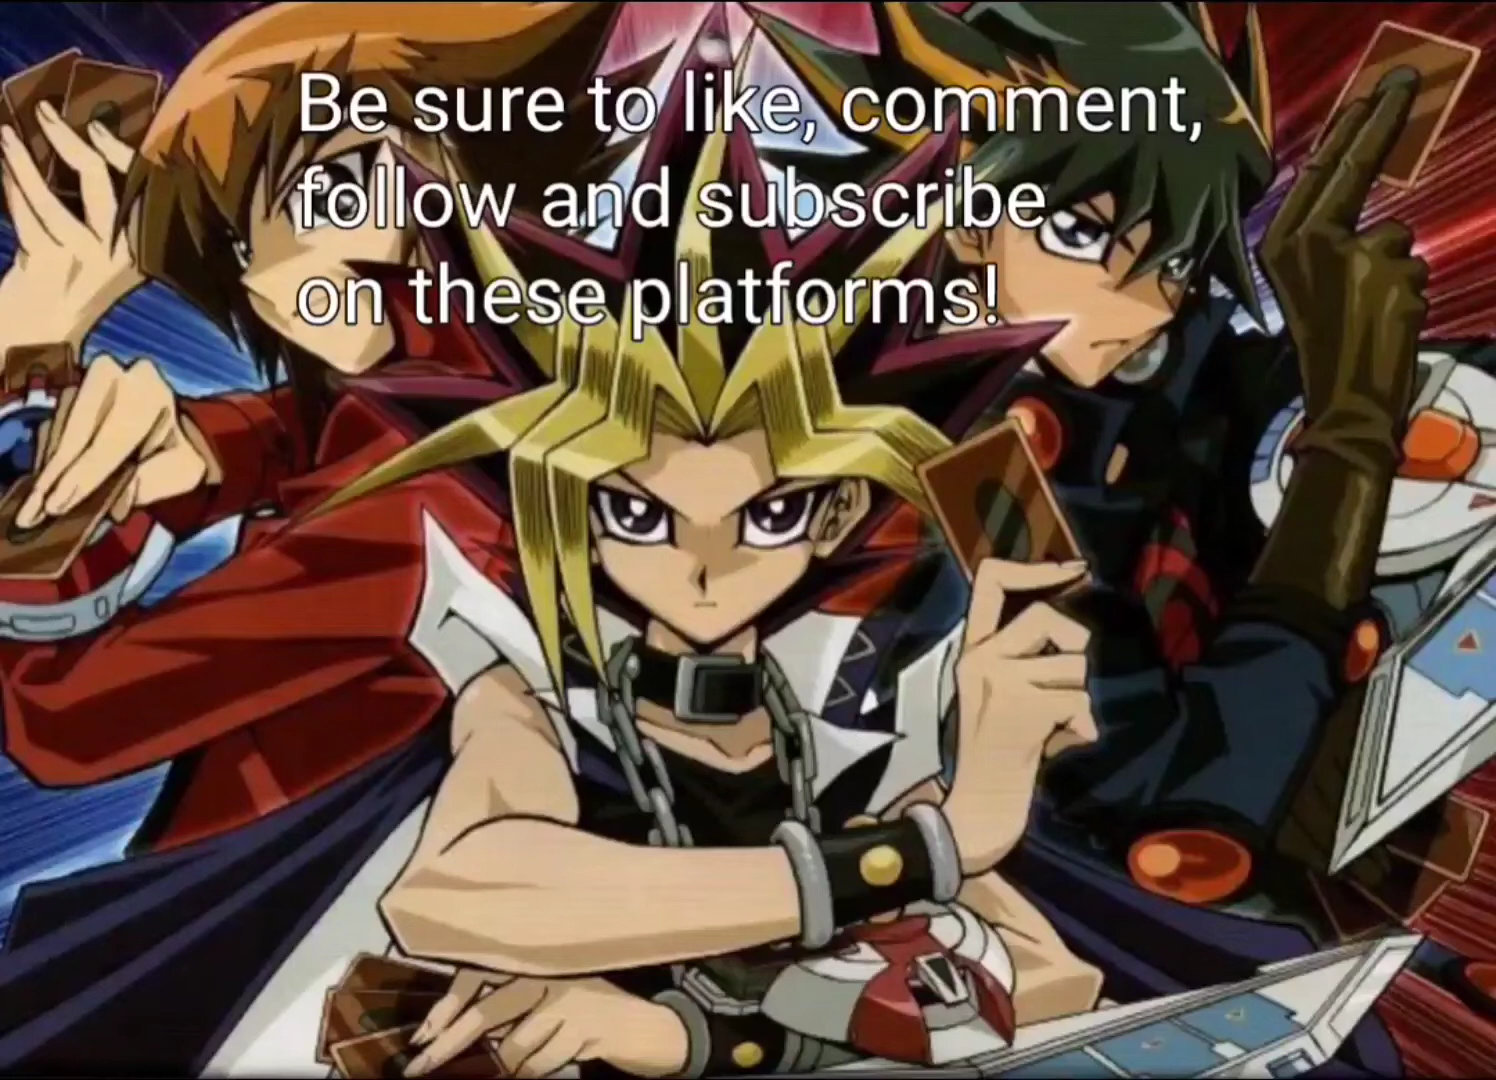 Be sure to like, comment,
follow and subscribe
on these platforms!